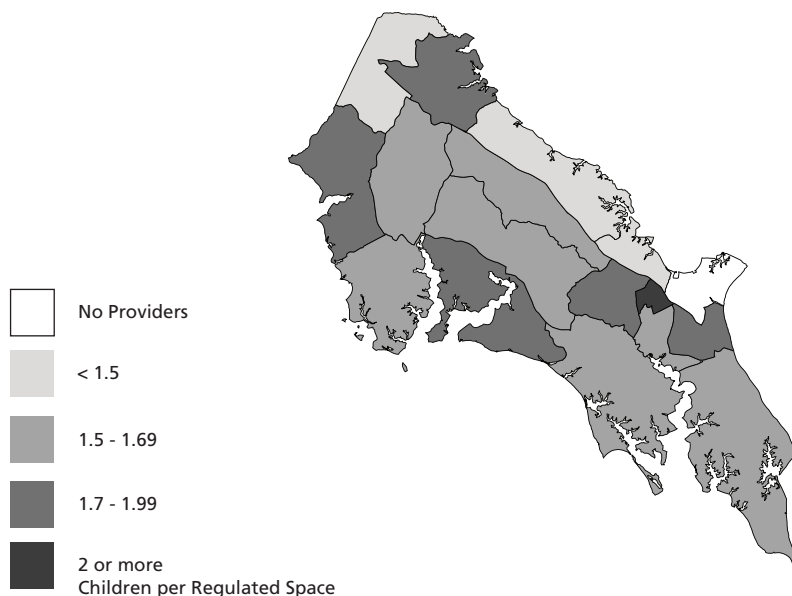 No Providers
< 1.5
1.5 - 1.69
1.7 - 1.99
2 or more
Children per Regulated Space